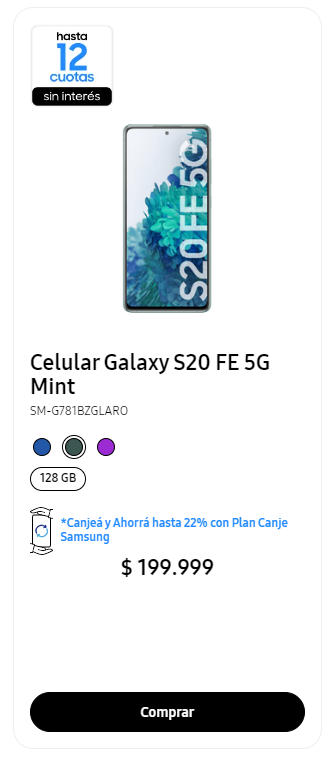 hasta
12
cuotas
sin interés
S20 FE 5G
Celular Galaxy S20 FE 5G
Mint
SM-G781BZGLARO
128 GB
*Canjeá y Ahorrá hasta 22% con Plan Canje
Samsung
$ 199.999
Comprar